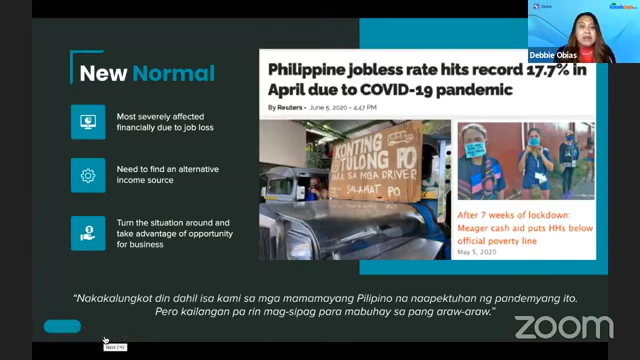 Globe
Debbie Obias
New Normal
Most severely affected
financially due to job loss
Need to find an alternative
income source
Turn the situation around and
take advantage of opportunity
for business
Philippine jobless rate hits record 17.7% in
April due to COVID-19 pandemic
By Reuters - June 5, 2020 - 4:47 PM
KONTING
TULONG PO
PARA SA MGA DRIVER
SALAMAT PO
After 7 weeks of lockdown:
Meager cash aid puts HHs below
official poverty line
May 5, 2020
"Nakakalungkot din dahil isa kami sa mga mamamayang Pilipino na naapektuhan ng pandemyang ito.
Pero kailangan pa rin mag-sipag para mabuhay sa pang araw-araw."
zoom